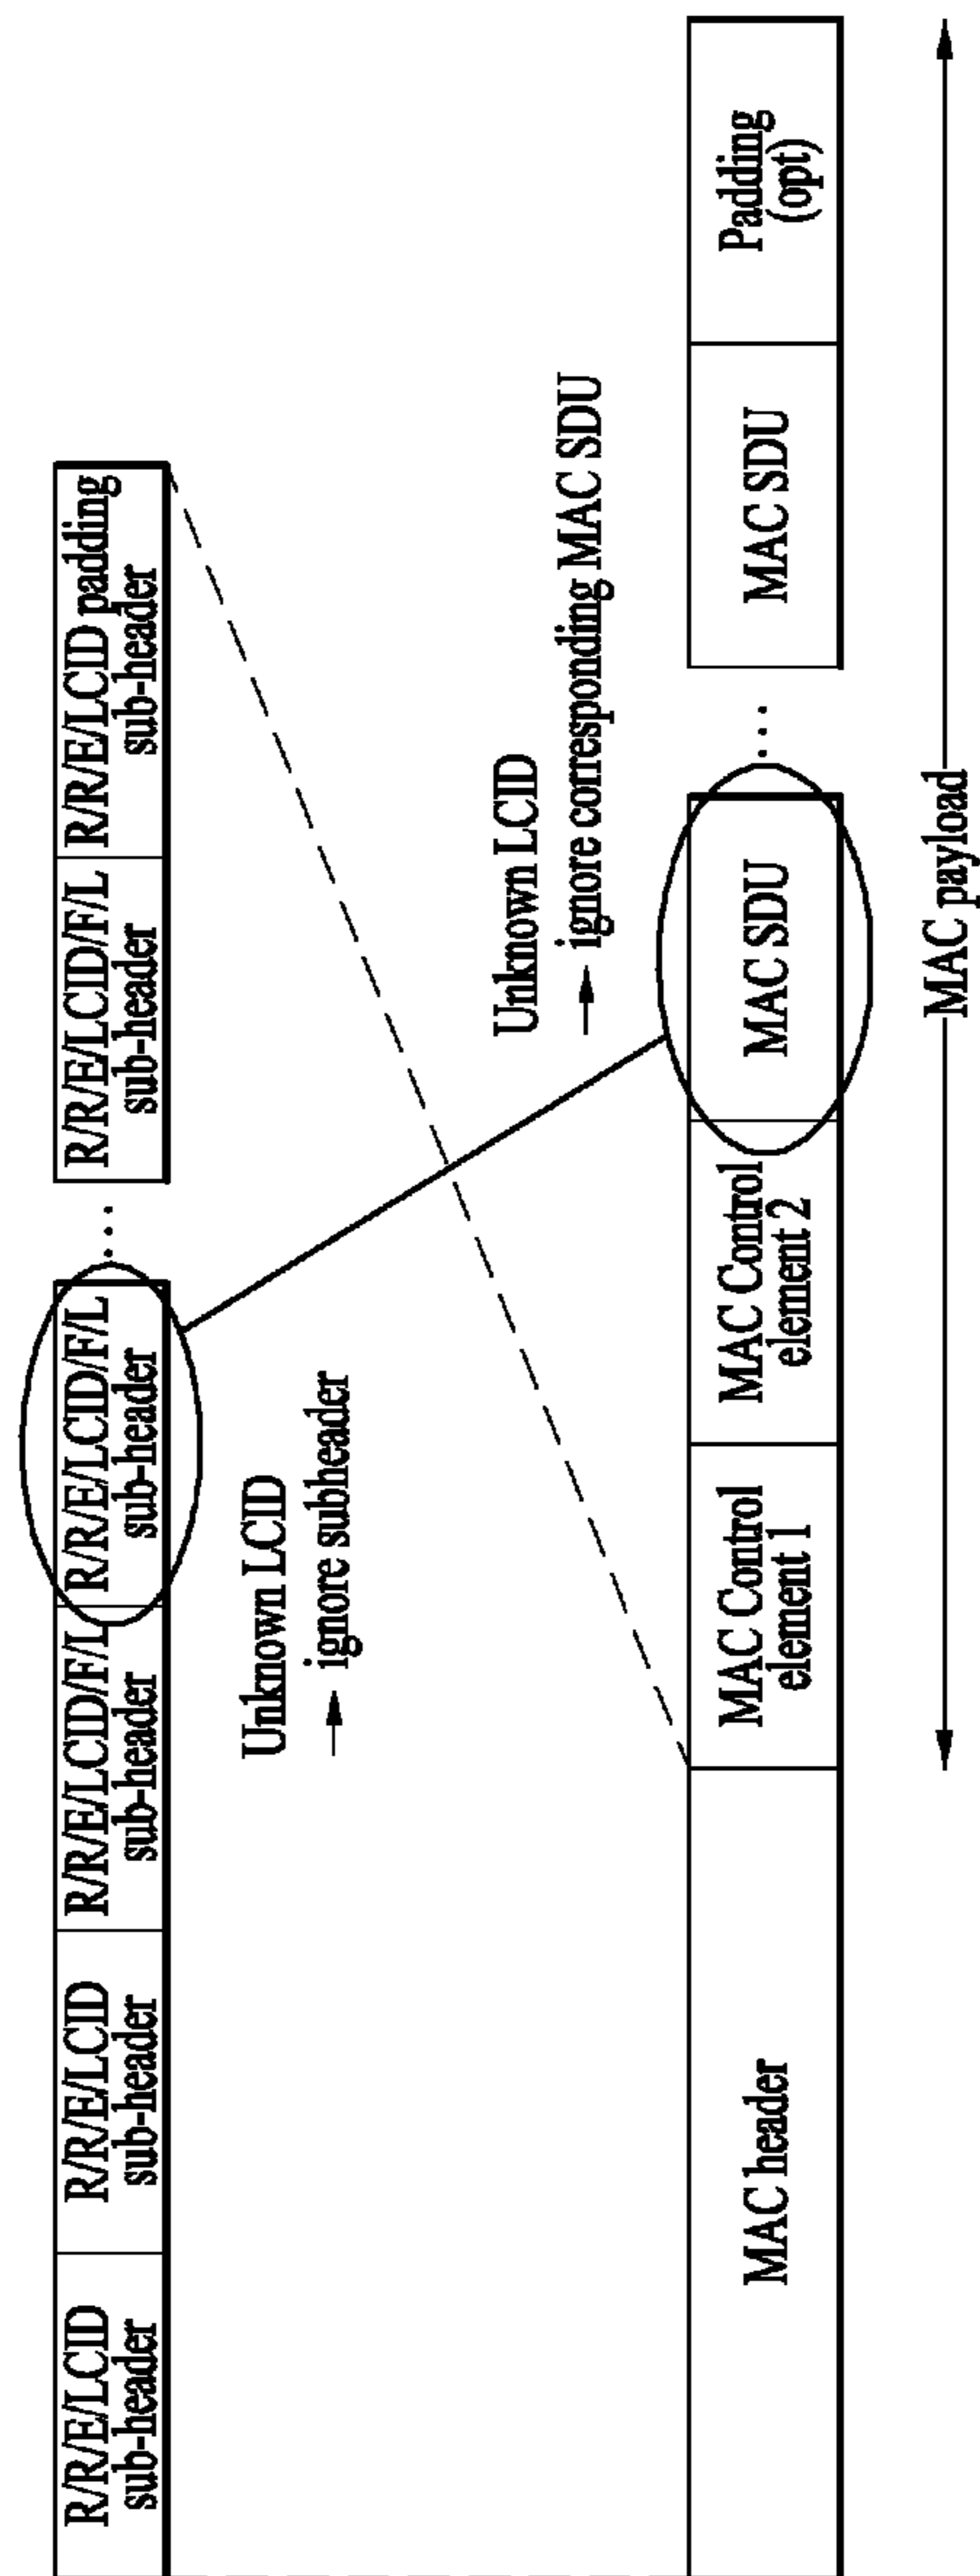 R/R/E/LCID
sub-header
R/R/E/LCID
sub-header
R/R/E/LCID/F/L
sub-header
R/R/E/LCID/F/L
sub-header
...
R/R/E/LCID/F/L
sub-header
R/R/E/LCID padding
sub-header
Unknown LCID
→ ignore subheader
Unknown LCID
→ ignore corresponding MAC SDU
MAC header
MAC Control
element 1
MAC Control
element 2
MAC SDU
...
MAC SDU
Padding
(opt)
MAC payload